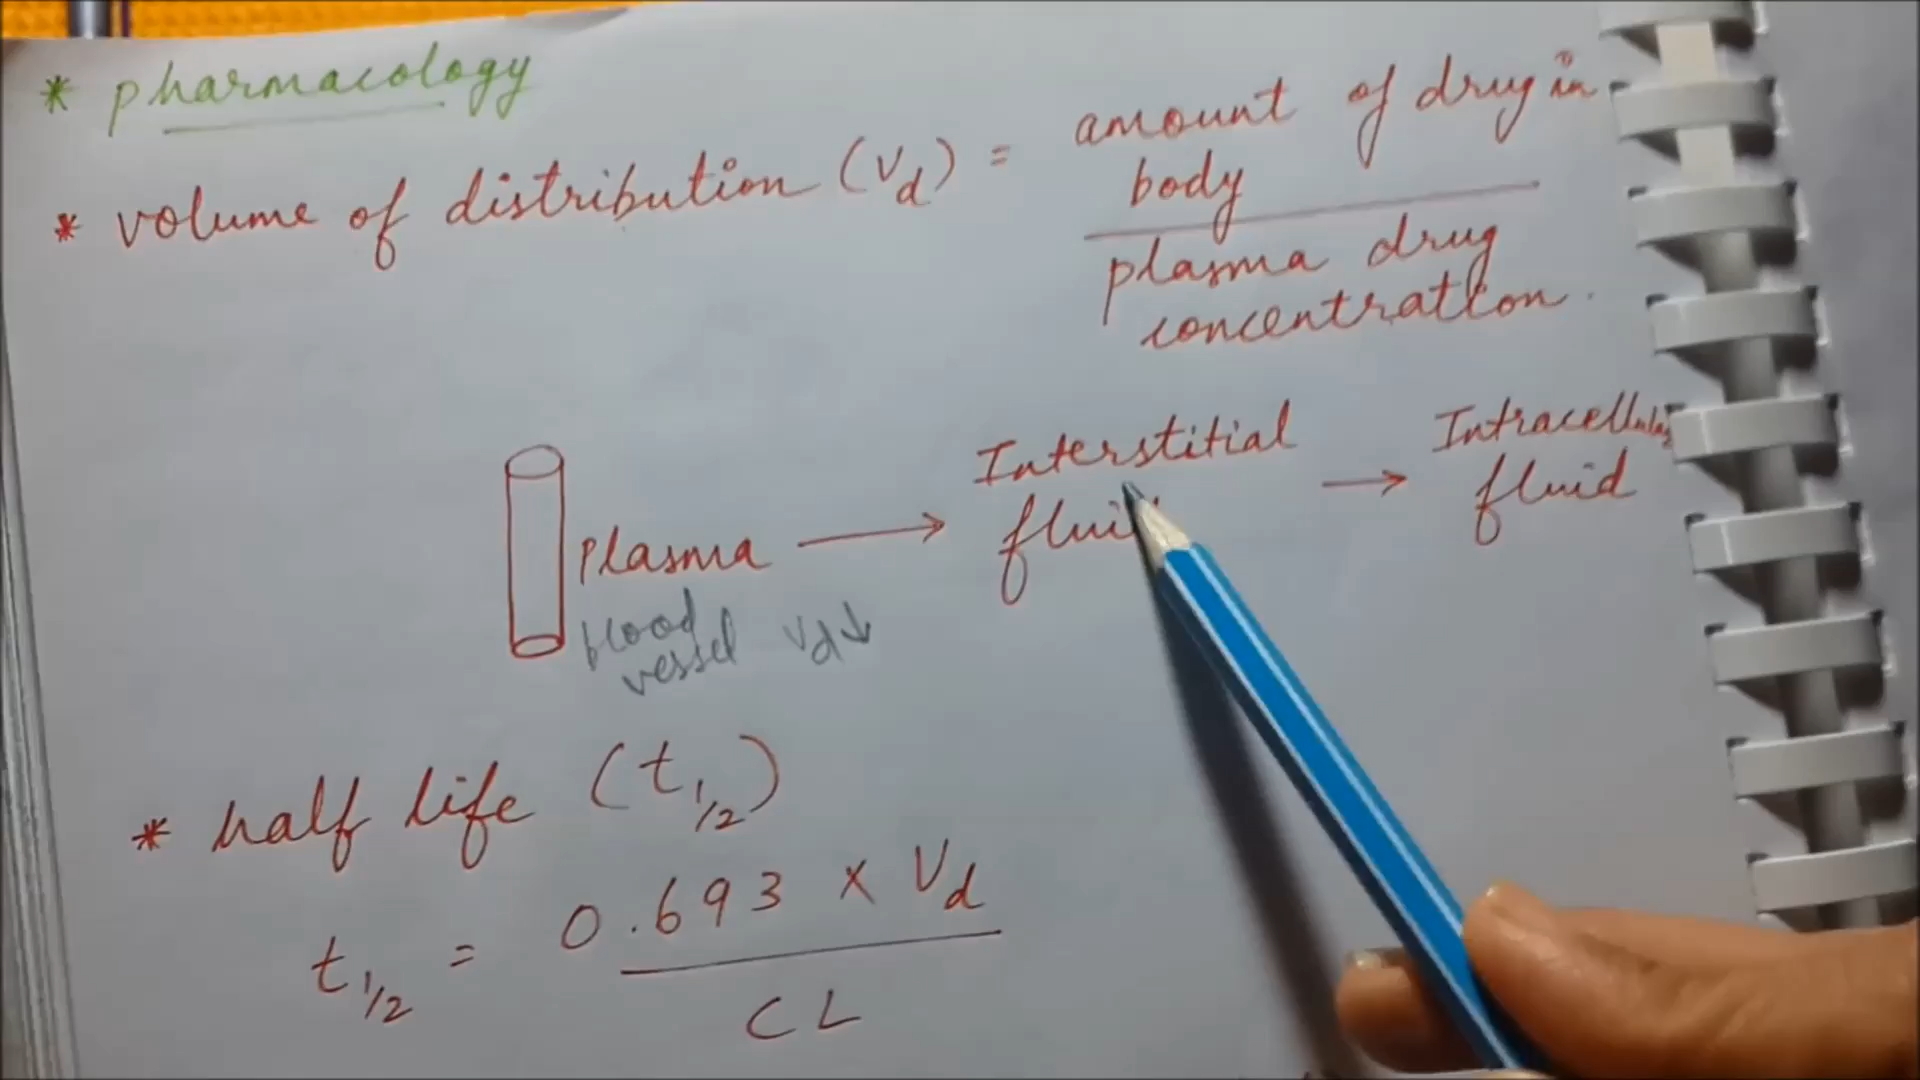 * pharmacology
* volume of distribution (Vd) = amount of drug in
body
plasma drug
concentration.
Interstitial
fluid
→ Intracellular
fluid
Plasma →
blood
vessel Vd↓
* half life (t1/2)
t1/2 = 0.693 x Vd
CL